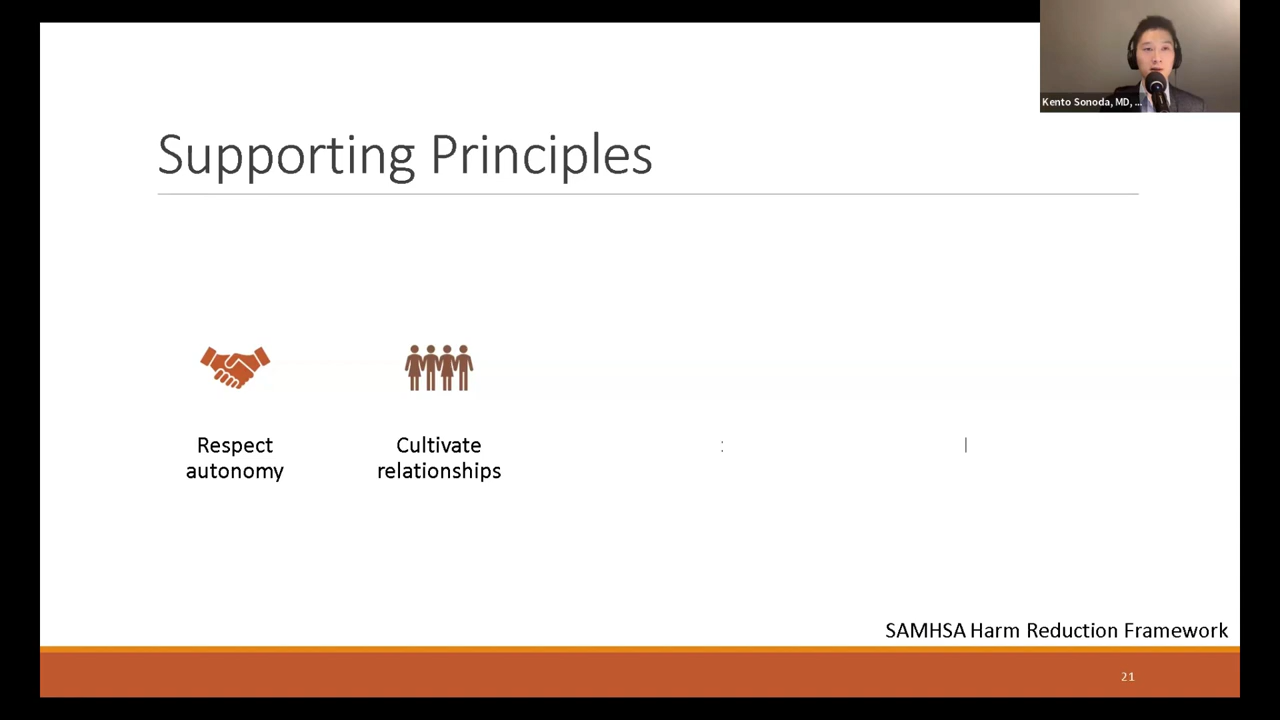 Kento Sonoda, MD, ...
Supporting Principles
Respect
autonomy
Cultivate
relationships
SAMHSA Harm Reduction Framework
21